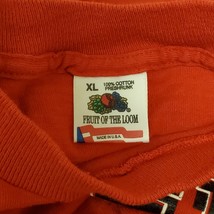 XL
100% COTTON
PRESHRUNK
FRUIT OF THE LOOM
MADE IN U.S.A.